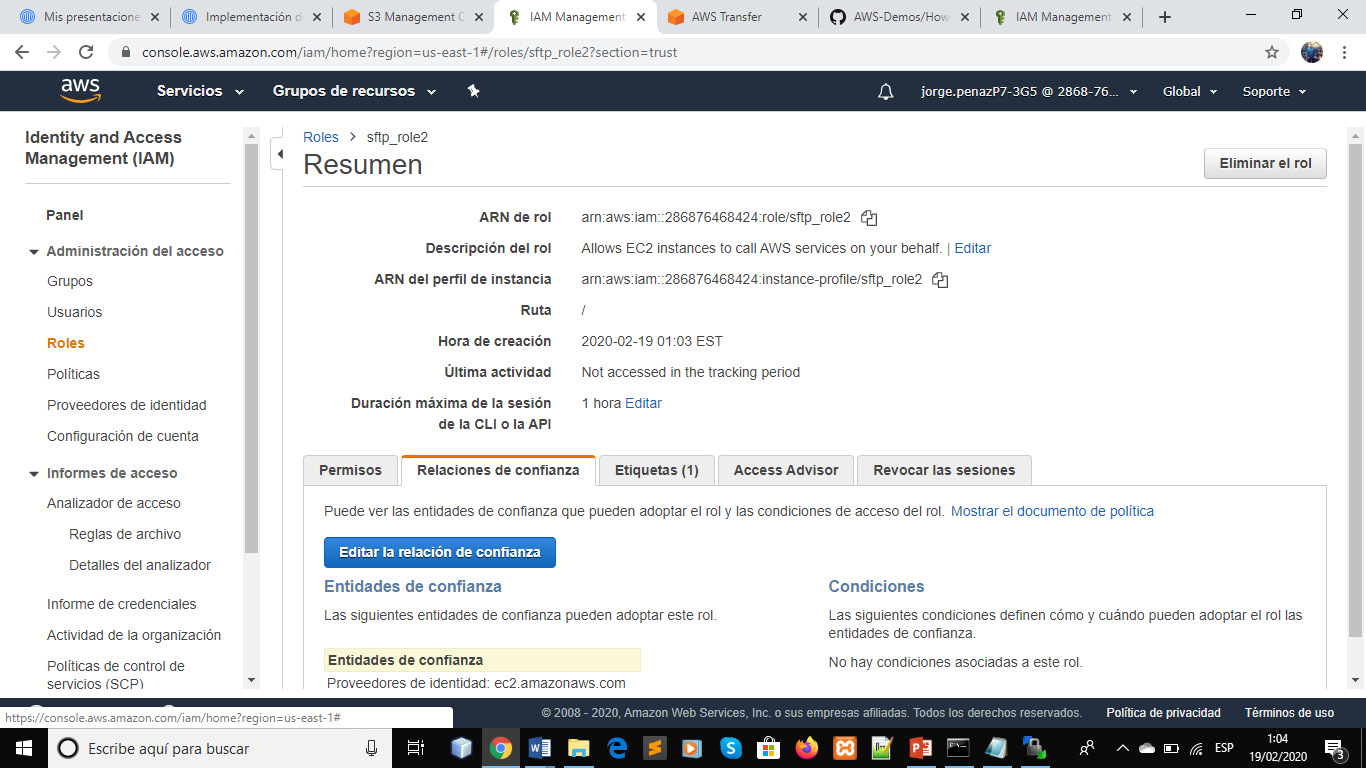 Mis presentacione
Implementación d
S3 Management C
IAM Management
AWS Transfer
AWS-Demos/How
IAM Management
console.aws.amazon.com/iam/home?region=us-east-1#/roles/sftp_role2?section=trust
aws
Servicios
Grupos de recursos
jorge.penazP7-3G5 @ 2868-76...
Global
Soporte
Identity and Access
Management (IAM)
Panel
Administración del acceso
Grupos
Usuarios
Roles
Políticas
Proveedores de identidad
Configuración de cuenta
Informes de acceso
Analizador de acceso
Reglas de archivo
Detalles del analizador
Informe de credenciales
Actividad de la organización
Políticas de control de
servicios (SCP)
Roles > sftp_role2
Resumen
Eliminar el rol
ARN de rol arn:aws:iam::286876468424:role/sftp_role2
Descripción del rol Allows EC2 instances to call AWS services on your behalf. | Editar
ARN del perfil de instancia arn:aws:iam::286876468424:instance-profile/sftp_role2
Ruta /
Hora de creación 2020-02-19 01:03 EST
Última actividad Not accessed in the tracking period
Duración máxima de la sesión 1 hora Editar
de la CLI o la API
Permisos
Relaciones de confianza
Etiquetas (1)
Access Advisor
Revocar las sesiones
Puede ver las entidades de confianza que pueden adoptar el rol y las condiciones de acceso del rol. Mostrar el documento de política
Editar la relación de confianza
Entidades de confianza
Las siguientes entidades de confianza pueden adoptar este rol.
Entidades de confianza
Proveedores de identidad: ec2.amazonaws.com
Condiciones
Las siguientes condiciones definen cómo y cuándo pueden adoptar el rol las
entidades de confianza.
No hay condiciones asociadas a este rol.
https://console.aws.amazon.com/iam/home?region=us-east-1#
© 2008 - 2020, Amazon Web Services, Inc. o sus empresas afiliadas. Todos los derechos reservados.
Política de privacidad
Términos de uso
Escribe aquí para buscar
ESP
1:04
19/02/2020
3